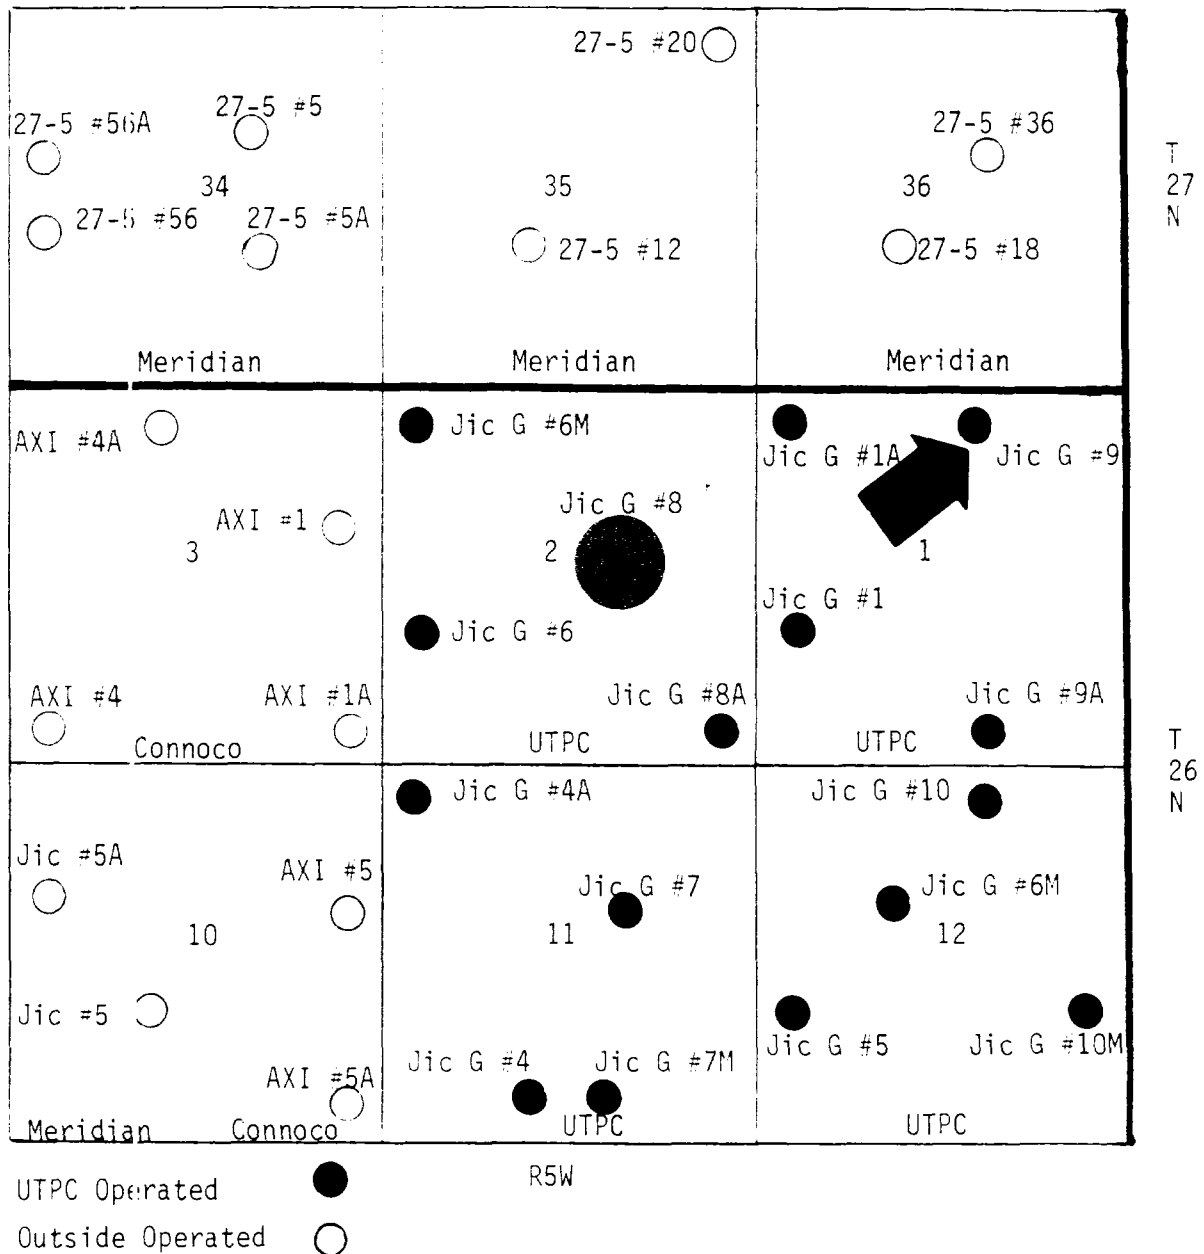 27-5 #20
27-5 #56A
27-5 #5
27-5 #36
34
35
36
27-5 #56
27-5 #5A
27-5 #12
27-5 #18
Meridian
Meridian
Meridian
T
27
N
AXI #4A
Jic G #6M
Jic G #1A
Jic G #9
AXI #1
Jic G #8
3
2
1
Jic G #6
Jic G #1
AXI #4
AXI #1A
Jic G #8A
Jic G #9A
Connoco
UTPC
UTPC
T
26
N
Jic G #4A
Jic G #10
Jic #5A
AXI #5
Jic G #7
Jic G #6M
10
11
12
Jic #5
Jic G #4
Jic G #7M
Jic G #5
Jic G #10M
AXI #5A
Meridian
Connoco
UTPC
UTPC
R5W
UTPC Operated
Outside Operated